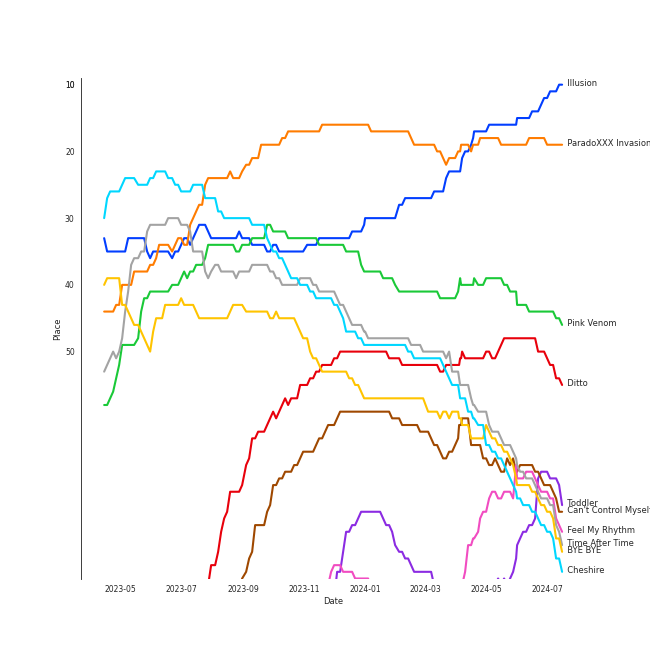 10
Illusion
ParadoXXX Invasion
20
30
40
Pink Venom
50
Place
Ditto
Toddler
Can't Control Myself
Feel My Rhythm
Time After Time
BYE BYE
Cheshire
2023-05
2023-07
2023-09
2023-11
2024-01
2024-03
2024-05
2024-07
Date